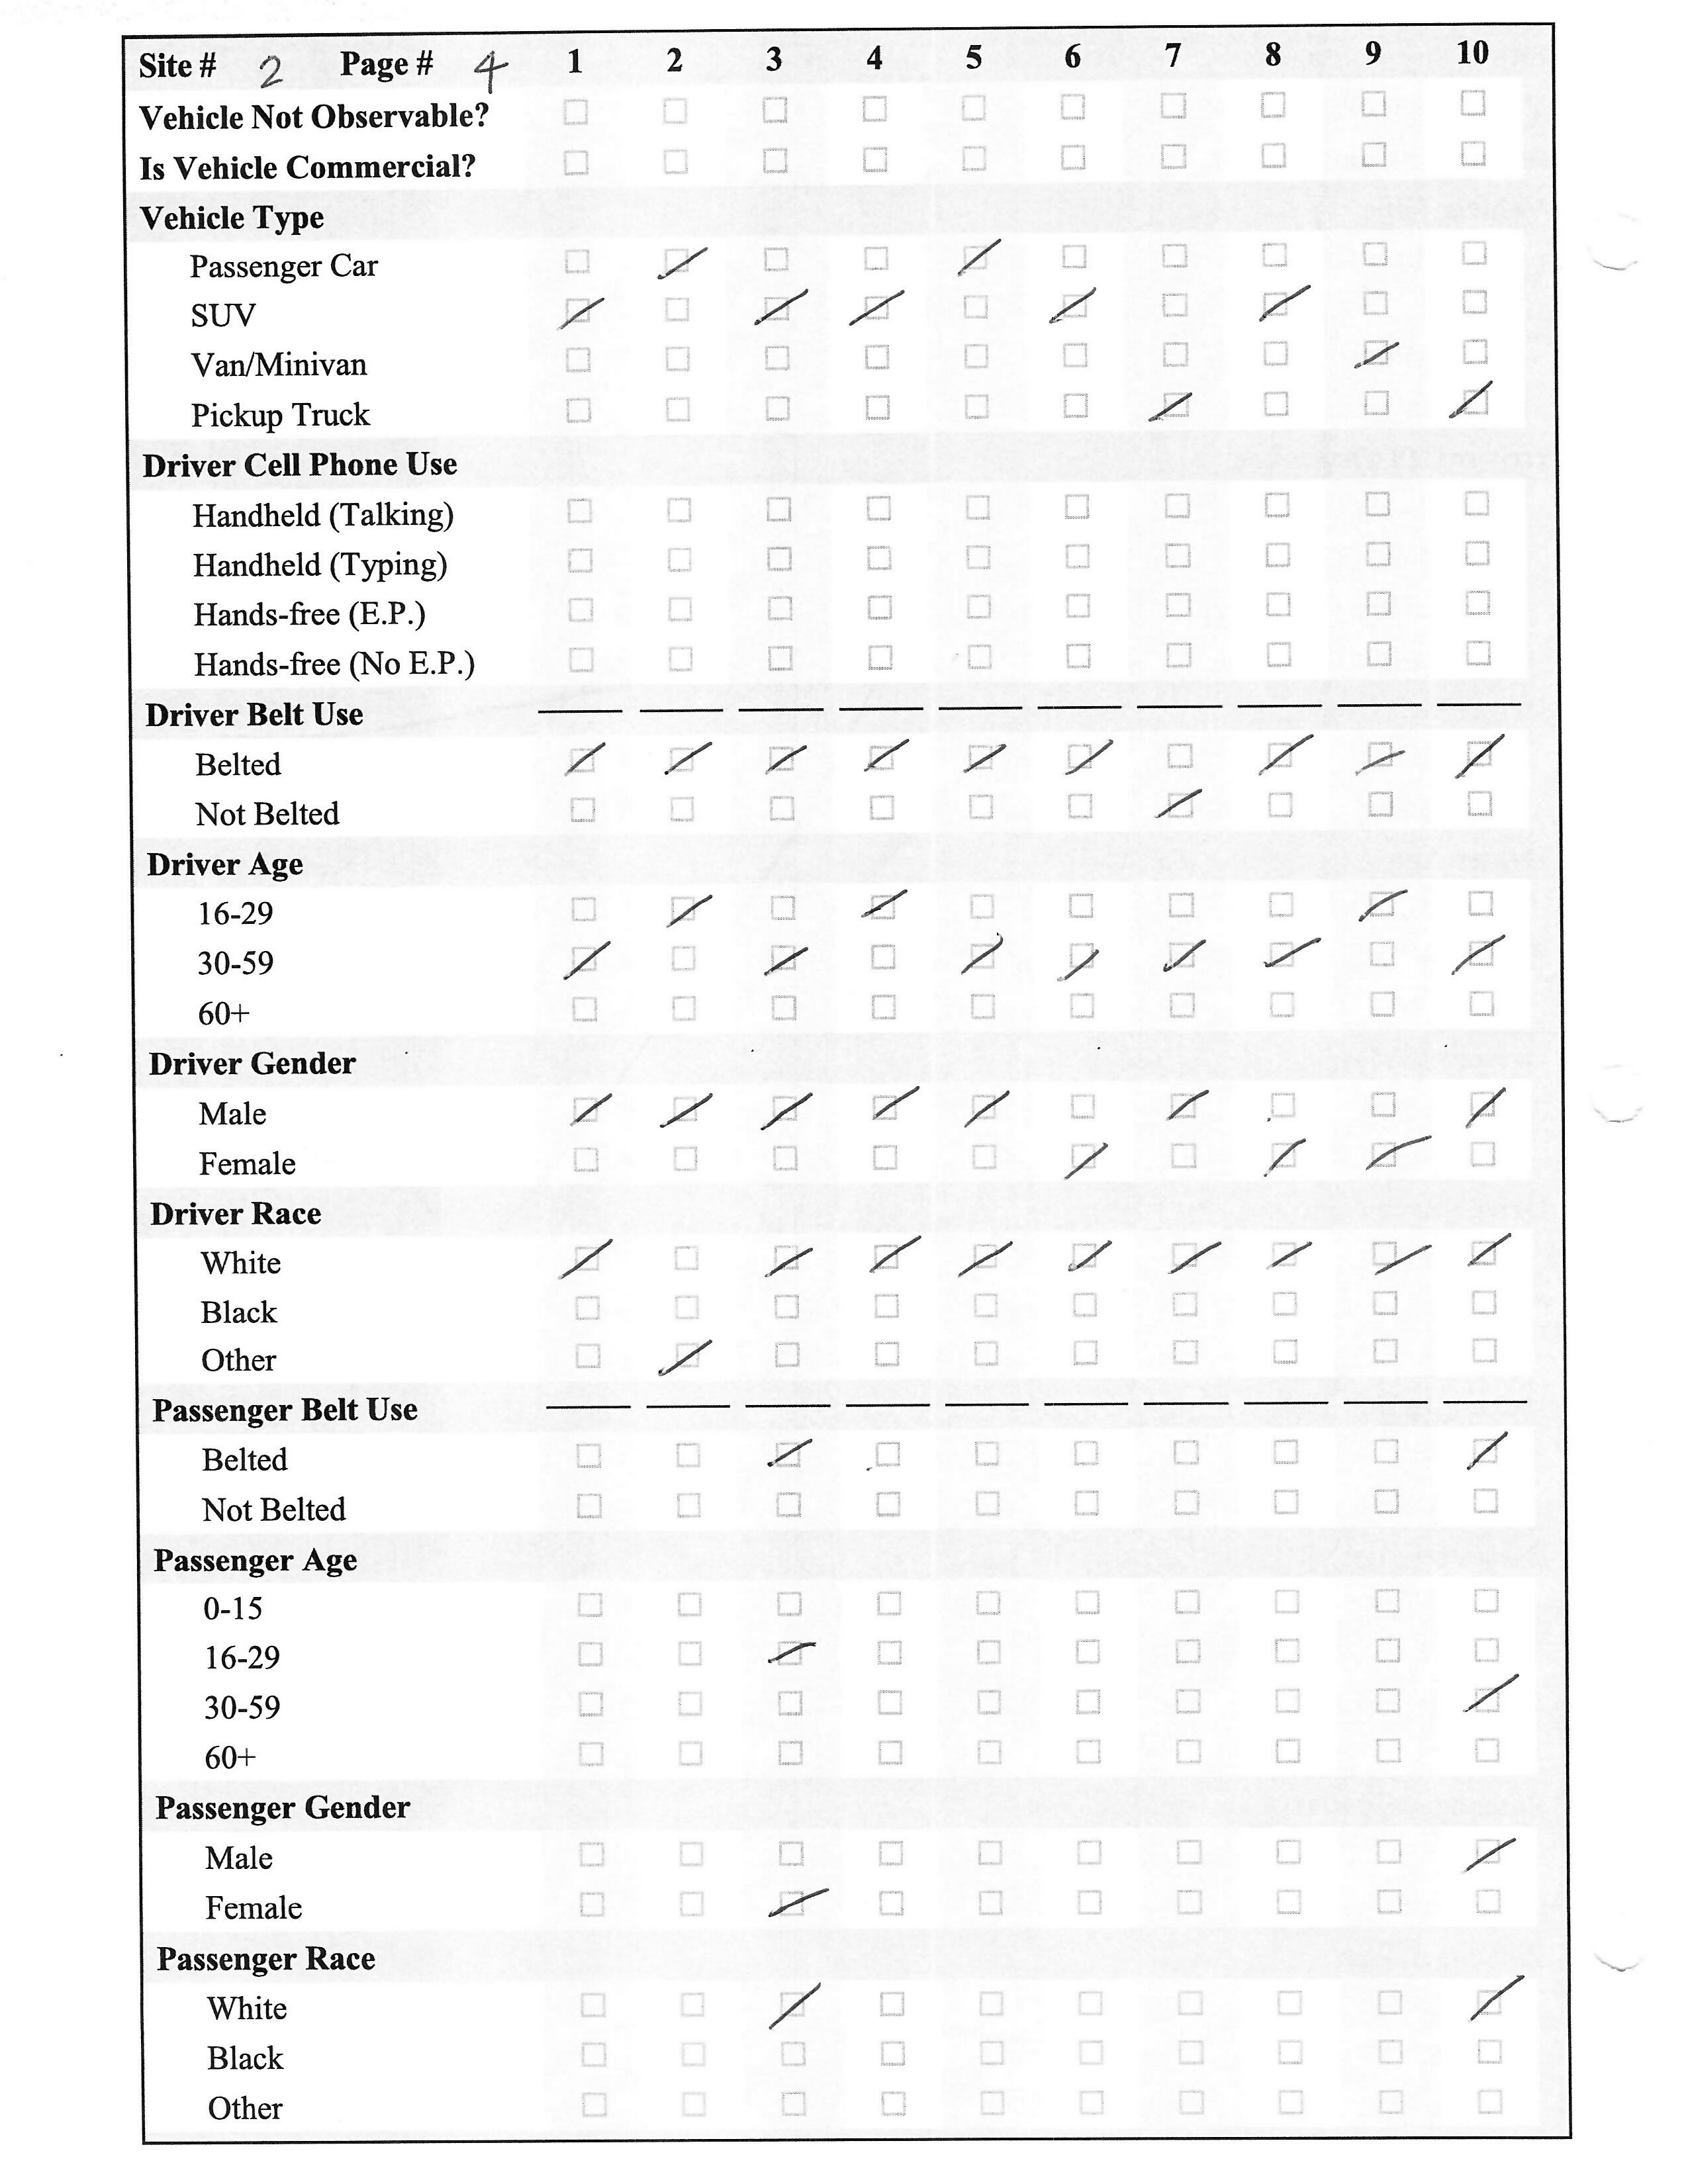 Site # 2 Page # 4 1 2 3 4 5 6 7 8 9 10
Vehicle Not Observable?
Is Vehicle Commercial?
Vehicle Type
Passenger Car
SUV
Van/Minivan
Pickup Truck
Driver Cell Phone Use
Handheld (Talking)
Handheld (Typing)
Hands-free (E.P.)
Hands-free (No E.P.)
Driver Belt Use
Belted
Not Belted
Driver Age
16-29
30-59
60+
Driver Gender
Male
Female
Driver Race
White
Black
Other
Passenger Belt Use
Belted
Not Belted
Passenger Age
0-15
16-29
30-59
60+
Passenger Gender
Male
Female
Passenger Race
White
Black
Other